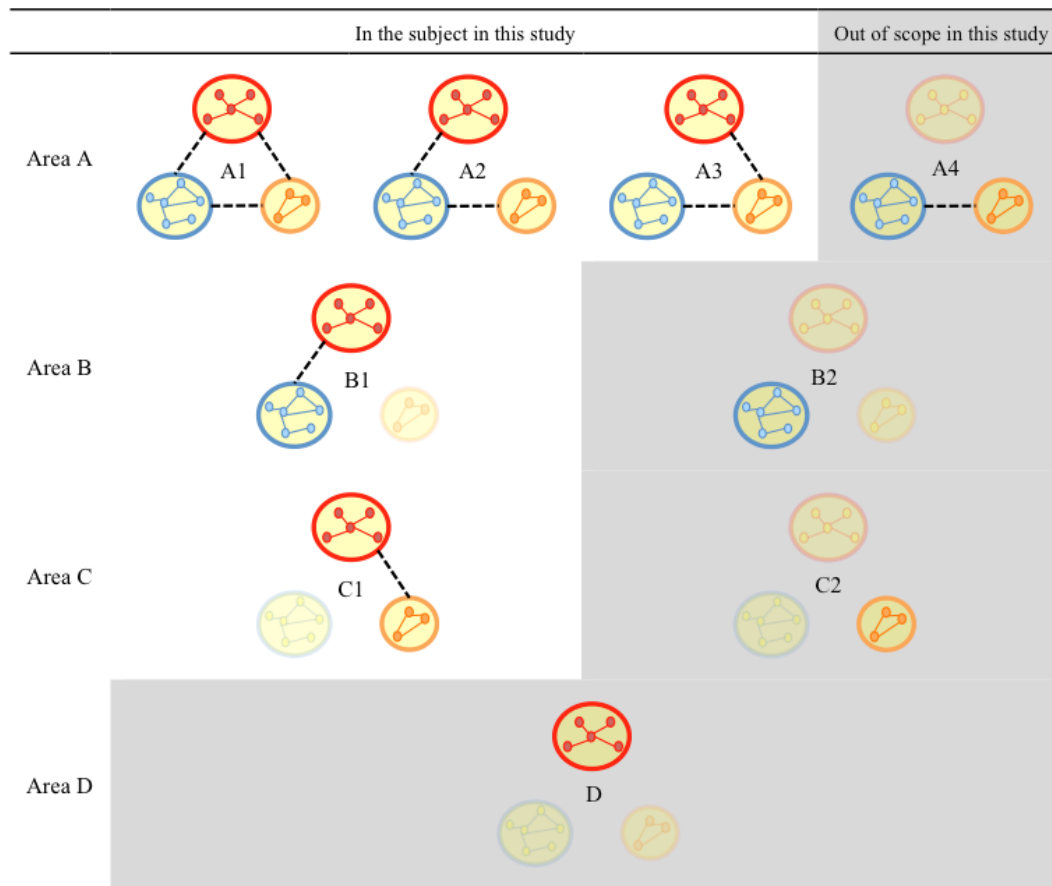 In the subject in this study
Out of scope in this study
Area A
A1
A2
A3
A4
Area B
B1
B2
Area C
C1
C2
Area D
D